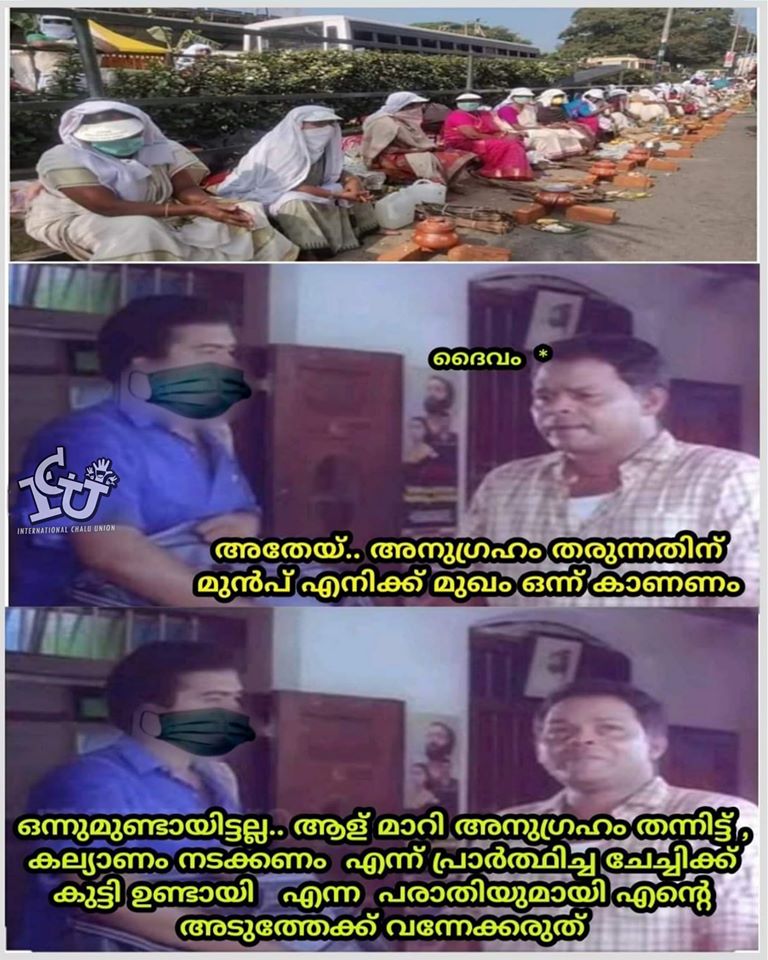 ദൈവം *
ICU
INTERNATIONAL CHALU UNION
അതേയ്.. അനുഗ്രഹം തരുന്നതിന്
മുൻപ് എനിക്ക് മുഖം ഒന്ന് കാണണം
ഒന്നുമുണ്ടായിട്ടല്ല.. ആള് മാറി അനുഗ്രഹം തന്നിട്ട് ,
കല്യാണം നടക്കണം എന്ന് പ്രാർത്ഥിച്ച ചേച്ചിക്ക്
കുട്ടി ഉണ്ടായി എന്ന പരാതിയുമായി എന്റെ
അടുത്തേക്ക് വന്നേക്കരുത്